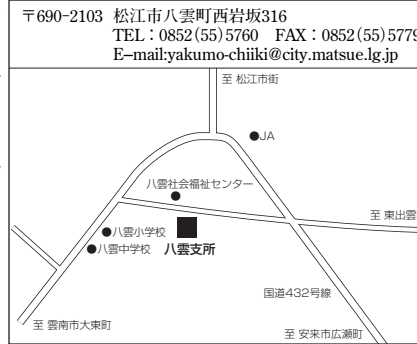 〒690-2103 松江市八雲町西岩坂316
TEL：0852(55)5760 FAX：0852(55)5779
E-mail:yakumo-chiiki@city.matsue.lg.jp
至 松江市街
●JA
八雲社会福祉センター
至 東出雲
●八雲小学校
●八雲中学校
八雲支所
国道432号線
至 雲南市大東町
至 安来市広瀬町